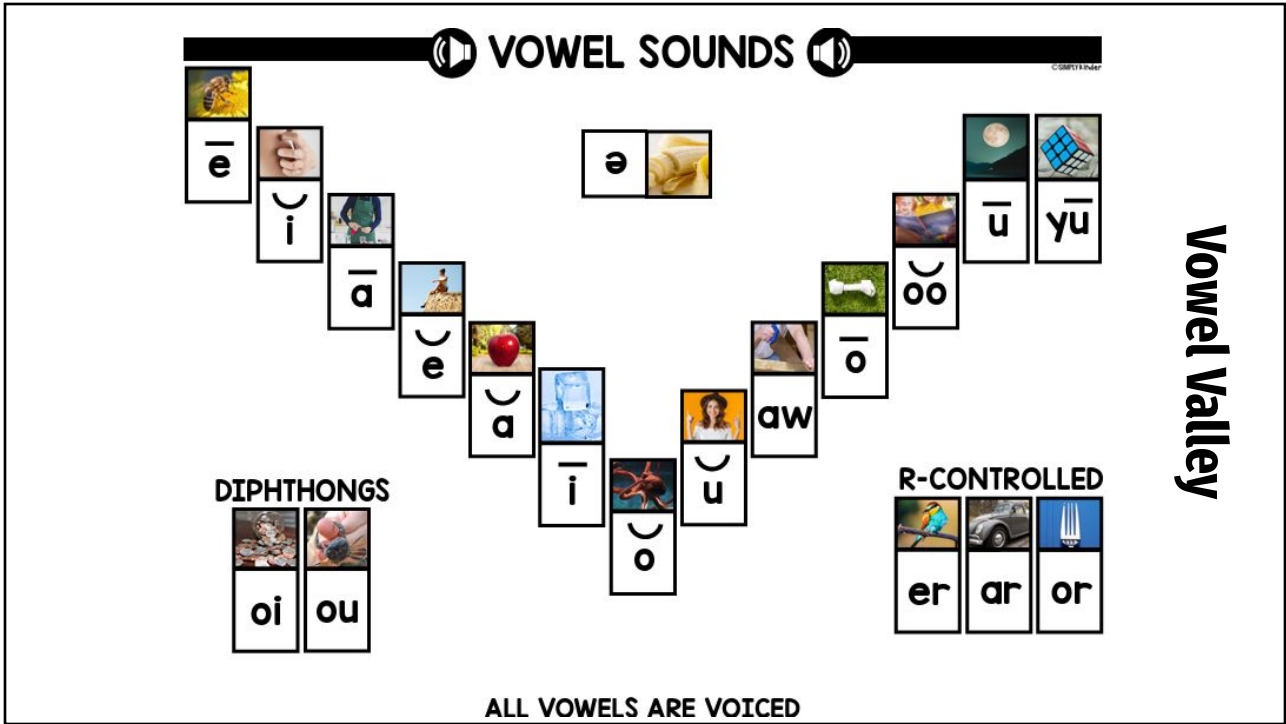 VOWEL SOUNDS
©SIMPLYKinder
ē
ĭ
ā
ĕ
ă
ī
ŏ
ŭ
aw
ō
o͝o
ū
yū
ə
Vowel Valley
DIPHTHONGS
oi ou
R-CONTROLLED
er ar or
ALL VOWELS ARE VOICED